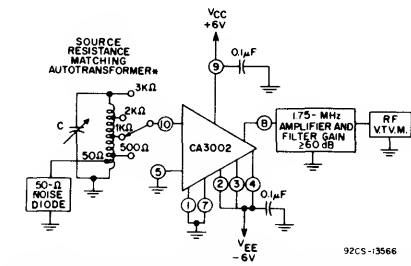 VCC
+6V
SOURCE
RESISTANCE
MATCHING
AUTOTRANSFORMER*
0.1μF
9
3KΩ
2KΩ
1KΩ
500Ω
50Ω
C
10
CA3002
8
1.75-MHz
AMPLIFIER AND
FILTER GAIN
≥60 dB
RF
V.T.V.M.
5
50-Ω
NOISE
DIODE
1
7
2
3
4
0.1μF
VEE
-6V
92CS-13566